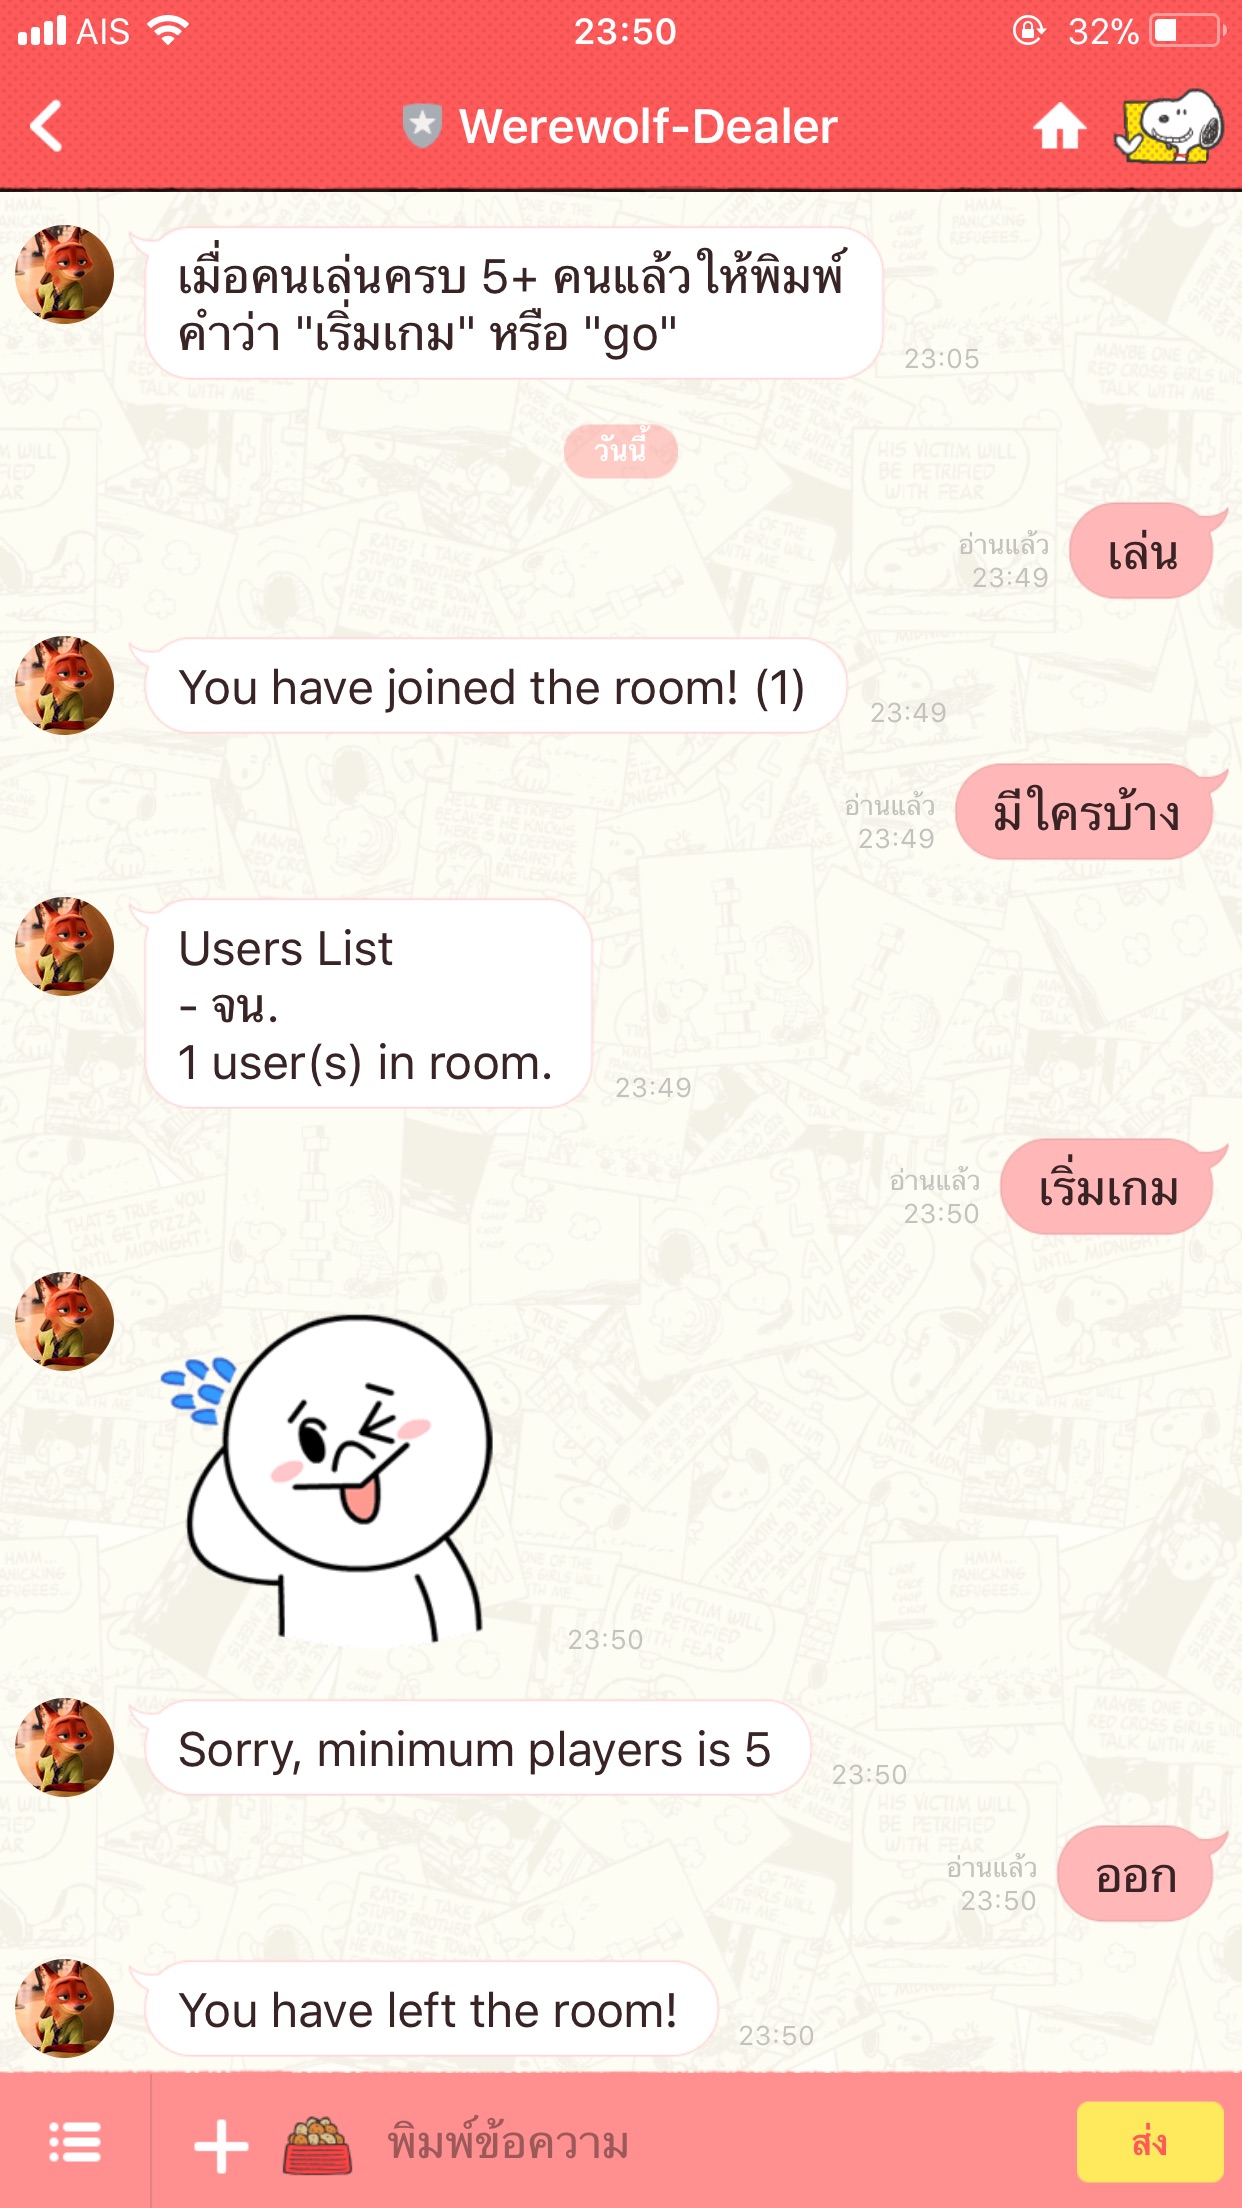 AIS
23:50
32%
Werewolf-Dealer
เมื่อคนเล่นครบ 5+ คนแล้ว ให้พิมพ์
คำว่า "เริ่มเกม" หรือ "go"
23:05
วันนี้
เล่น
อ่านแล้ว
23:49
You have joined the room! (1)
23:49
มีใครบ้าง
อ่านแล้ว
23:49
Users List
- จน.
1 user(s) in room.
23:49
เริ่มเกม
อ่านแล้ว
23:50
23:50
Sorry, minimum players is 5
23:50
ออก
อ่านแล้ว
23:50
You have left the room!
23:50
พิมพ์ข้อความ
ส่ง